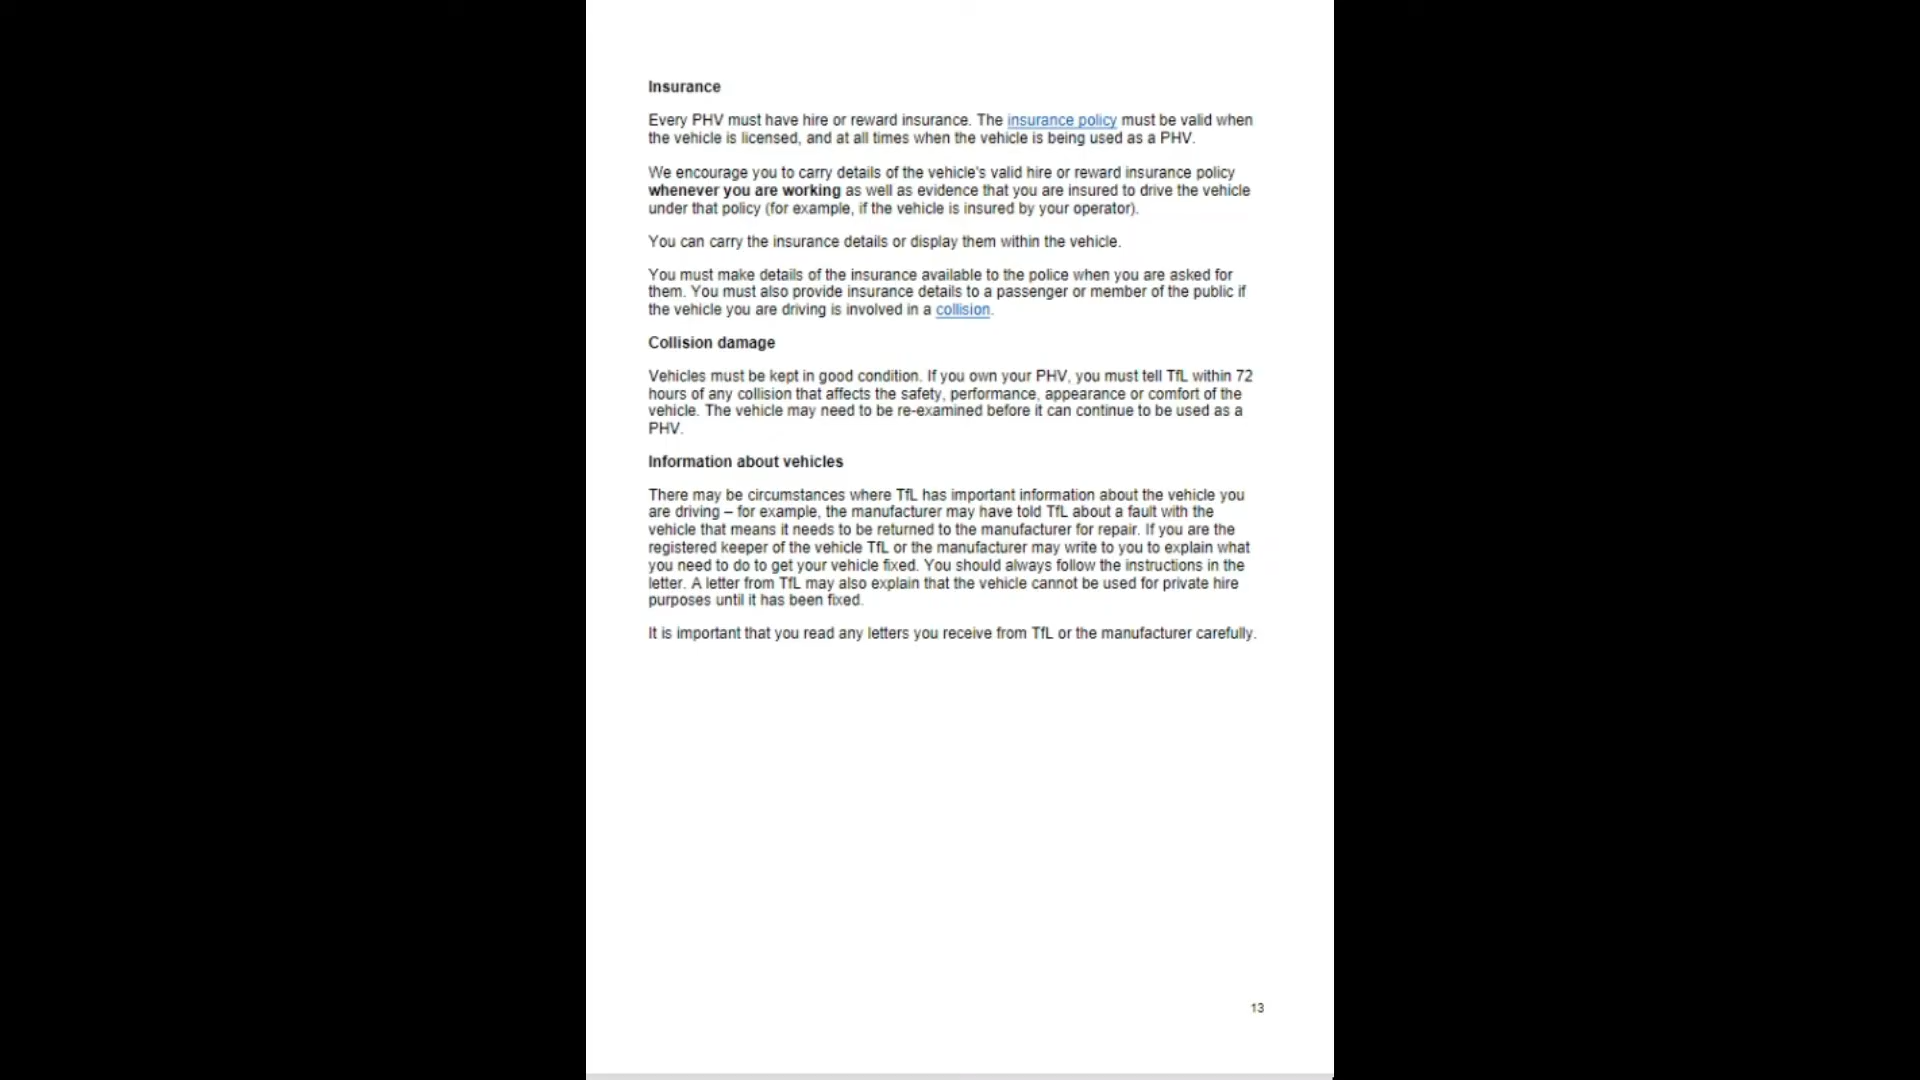 Insurance
Every PHV must have hire or reward insurance. The insurance policy must be valid when
the vehicle is licensed, and at all times when the vehicle is being used as a PHV.
We encourage you to carry details of the vehicle's valid hire or reward insurance policy
whenever you are working as well as evidence that you are insured to drive the vehicle
under that policy (for example, if the vehicle is insured by your operator).
You can carry the insurance details or display them within the vehicle.
You must make details of the insurance available to the police when you are asked for
them. You must also provide insurance details to a passenger or member of the public if
the vehicle you are driving is involved in a collision.
Collision damage
Vehicles must be kept in good condition. If you own your PHV, you must tell TfL within 72
hours of any collision that affects the safety, performance, appearance or comfort of the
vehicle. The vehicle may need to be re-examined before it can continue to be used as a
PHV.
Information about vehicles
There may be circumstances where TfL has important information about the vehicle you
are driving – for example, the manufacturer may have told TfL about a fault with the
vehicle that means it needs to be returned to the manufacturer for repair. If you are the
registered keeper of the vehicle TfL or the manufacturer may write to you to explain what
you need to do to get your vehicle fixed. You should always follow the instructions in the
letter. A letter from TfL may also explain that the vehicle cannot be used for private hire
purposes until it has been fixed.
It is important that you read any letters you receive from TfL or the manufacturer carefully.
13